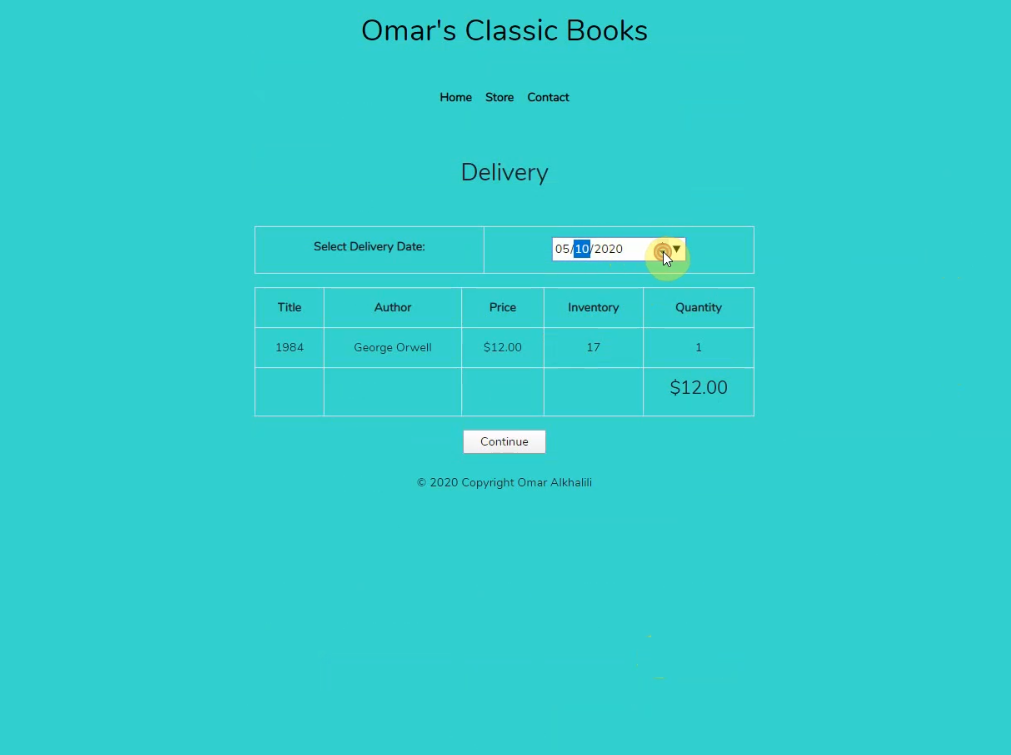 Omar's Classic Books
Home Store Contact
Delivery
Select Delivery Date: 05/10/2020
Title Author Price Inventory Quantity
1984 George Orwell $12.00 17 1
$12.00
Continue
© 2020 Copyright Omar Alkhalili